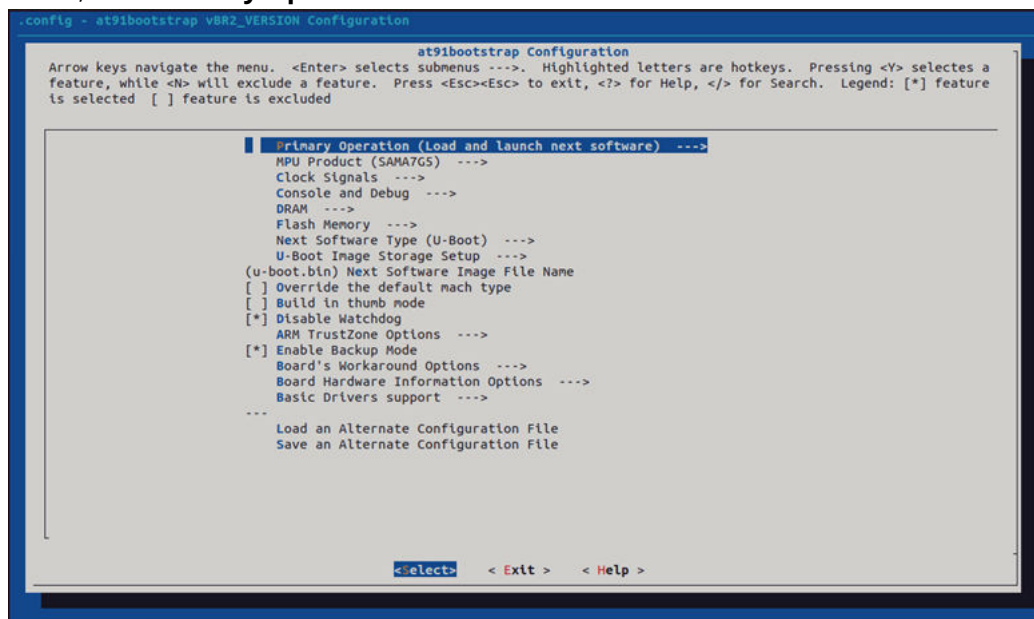 .config - at91bootstrap vBR2_VERSION Configuration
at91bootstrap Configuration
Arrow keys navigate the menu.  <Enter> selects submenus --->.  Highlighted letters are hotkeys.  Pressing <Y> selectes a
feature, while <N> will exclude a feature.  Press <Esc><Esc> to exit, <?> for Help, </> for Search.  Legend: [*] feature
is selected  [ ] feature is excluded
Primary Operation (Load and launch next software)  --->
MPU Product (SAMA7G5)  --->
Clock Signals  --->
Console and Debug  --->
DRAM  --->
Flash Memory  --->
Next Software Type (U-Boot)  --->
U-Boot Image Storage Setup  --->
(u-boot.bin) Next Software Image File Name
[ ] Override the default mach type
[ ] Build in thumb mode
[*] Disable Watchdog
ARM TrustZone Options  --->
[*] Enable Backup Mode
Board's Workaround Options  --->
Board Hardware Information Options  --->
Basic Drivers support  --->
---
Load an Alternate Configuration File
Save an Alternate Configuration File
<Select>    < Exit >    < Help >